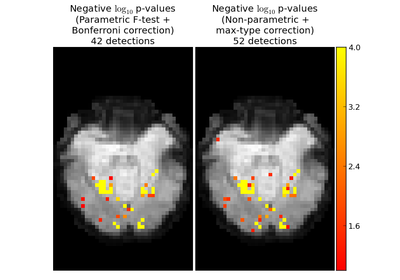 Negative log₁₀ p-values
(Parametric F-test +
Bonferroni correction)
42 detections
Negative log₁₀ p-values
(Non-parametric +
max-type correction)
52 detections
4.0
3.2
2.4
1.6